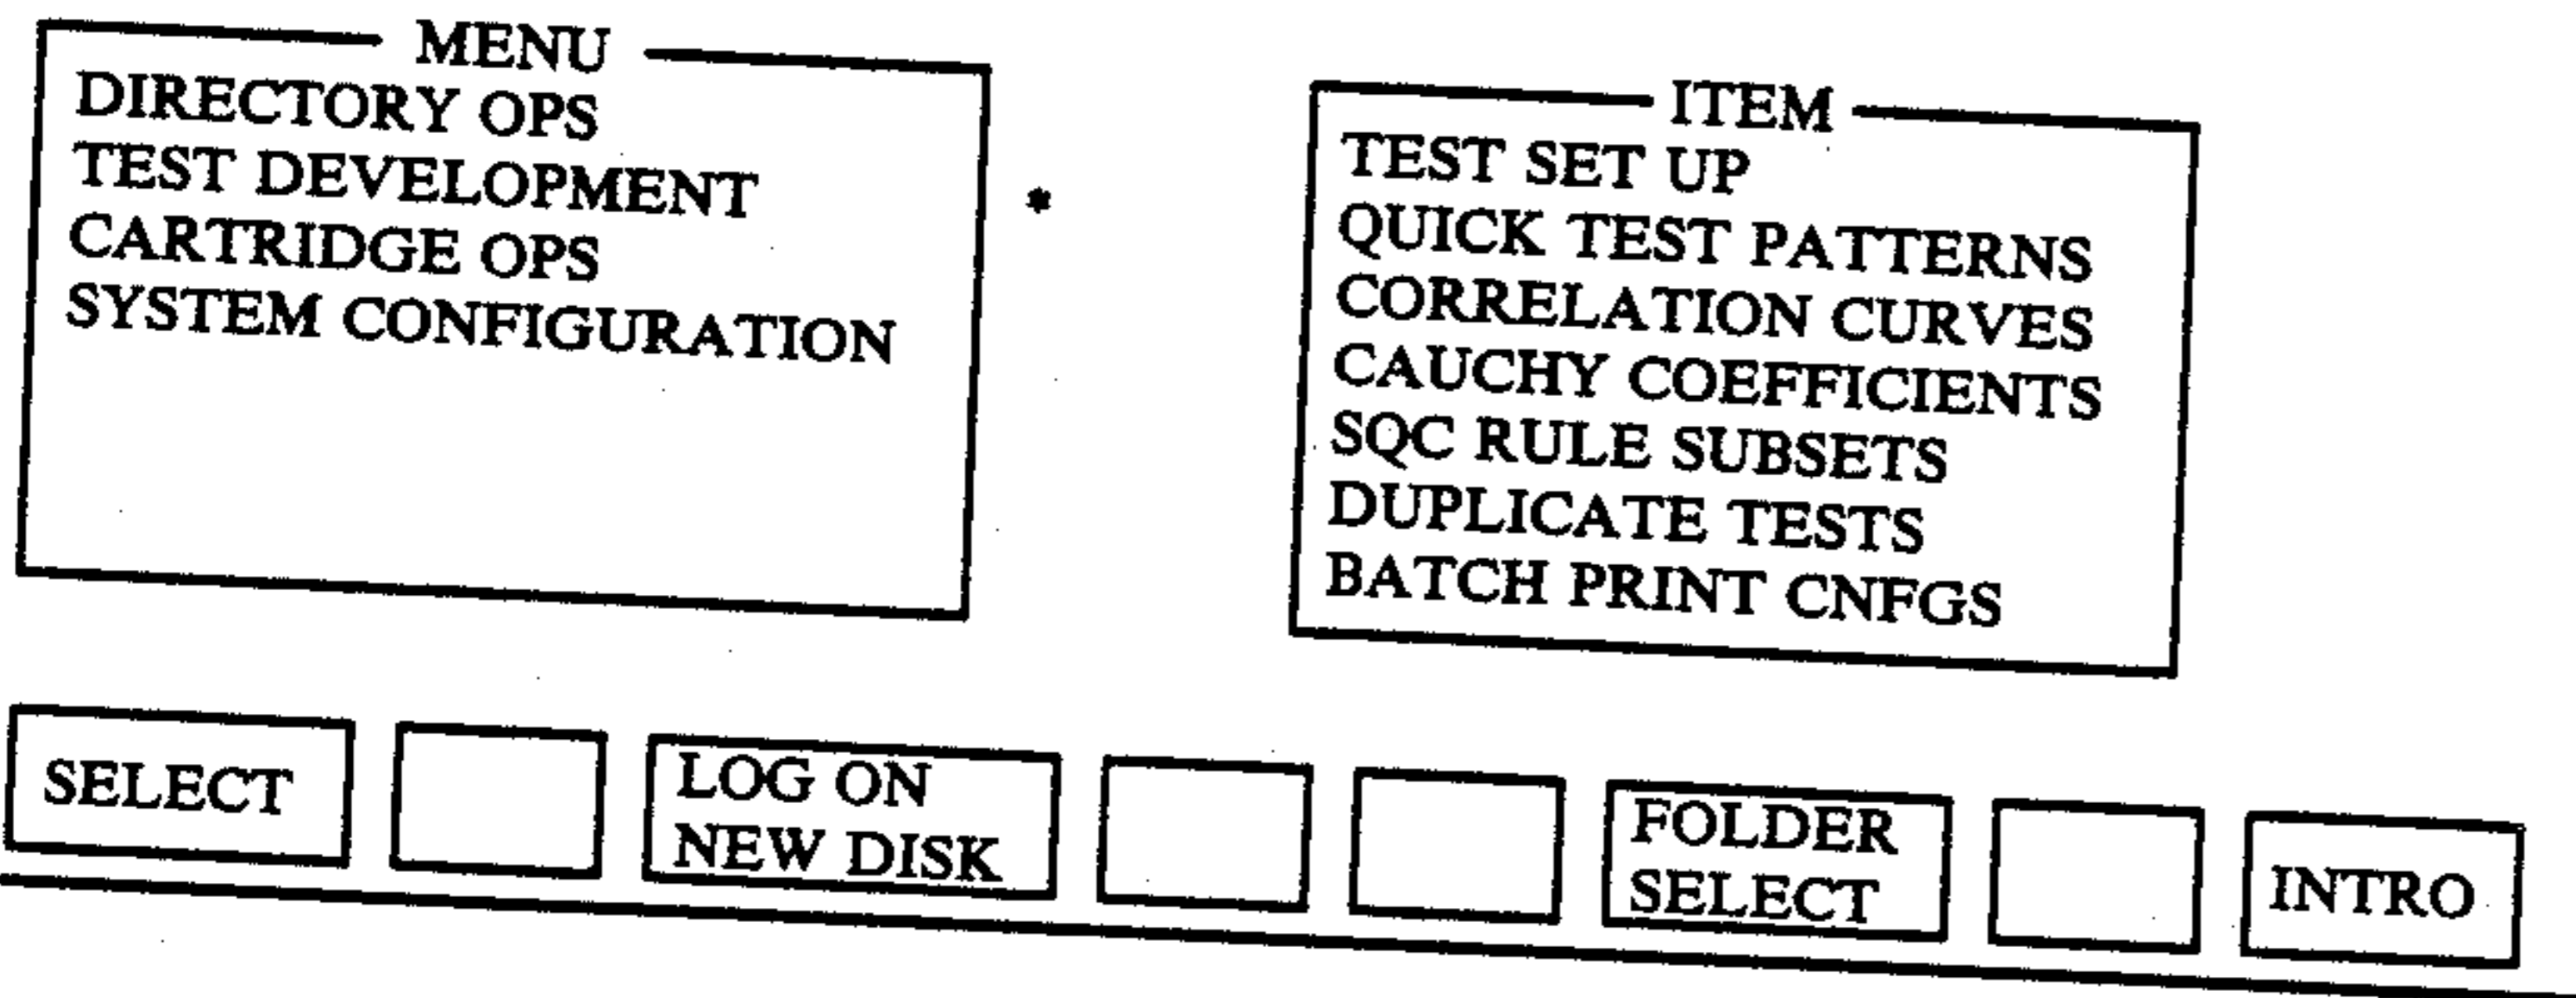 MENU
DIRECTORY OPS
TEST DEVELOPMENT
CARTRIDGE OPS
SYSTEM CONFIGURATION
*
ITEM
TEST SET UP
QUICK TEST PATTERNS
CORRELATION CURVES
CAUCHY COEFFICIENTS
SQC RULE SUBSETS
DUPLICATE TESTS
BATCH PRINT CNFGS
SELECT
LOG ON
NEW DISK
FOLDER
SELECT
INTRO